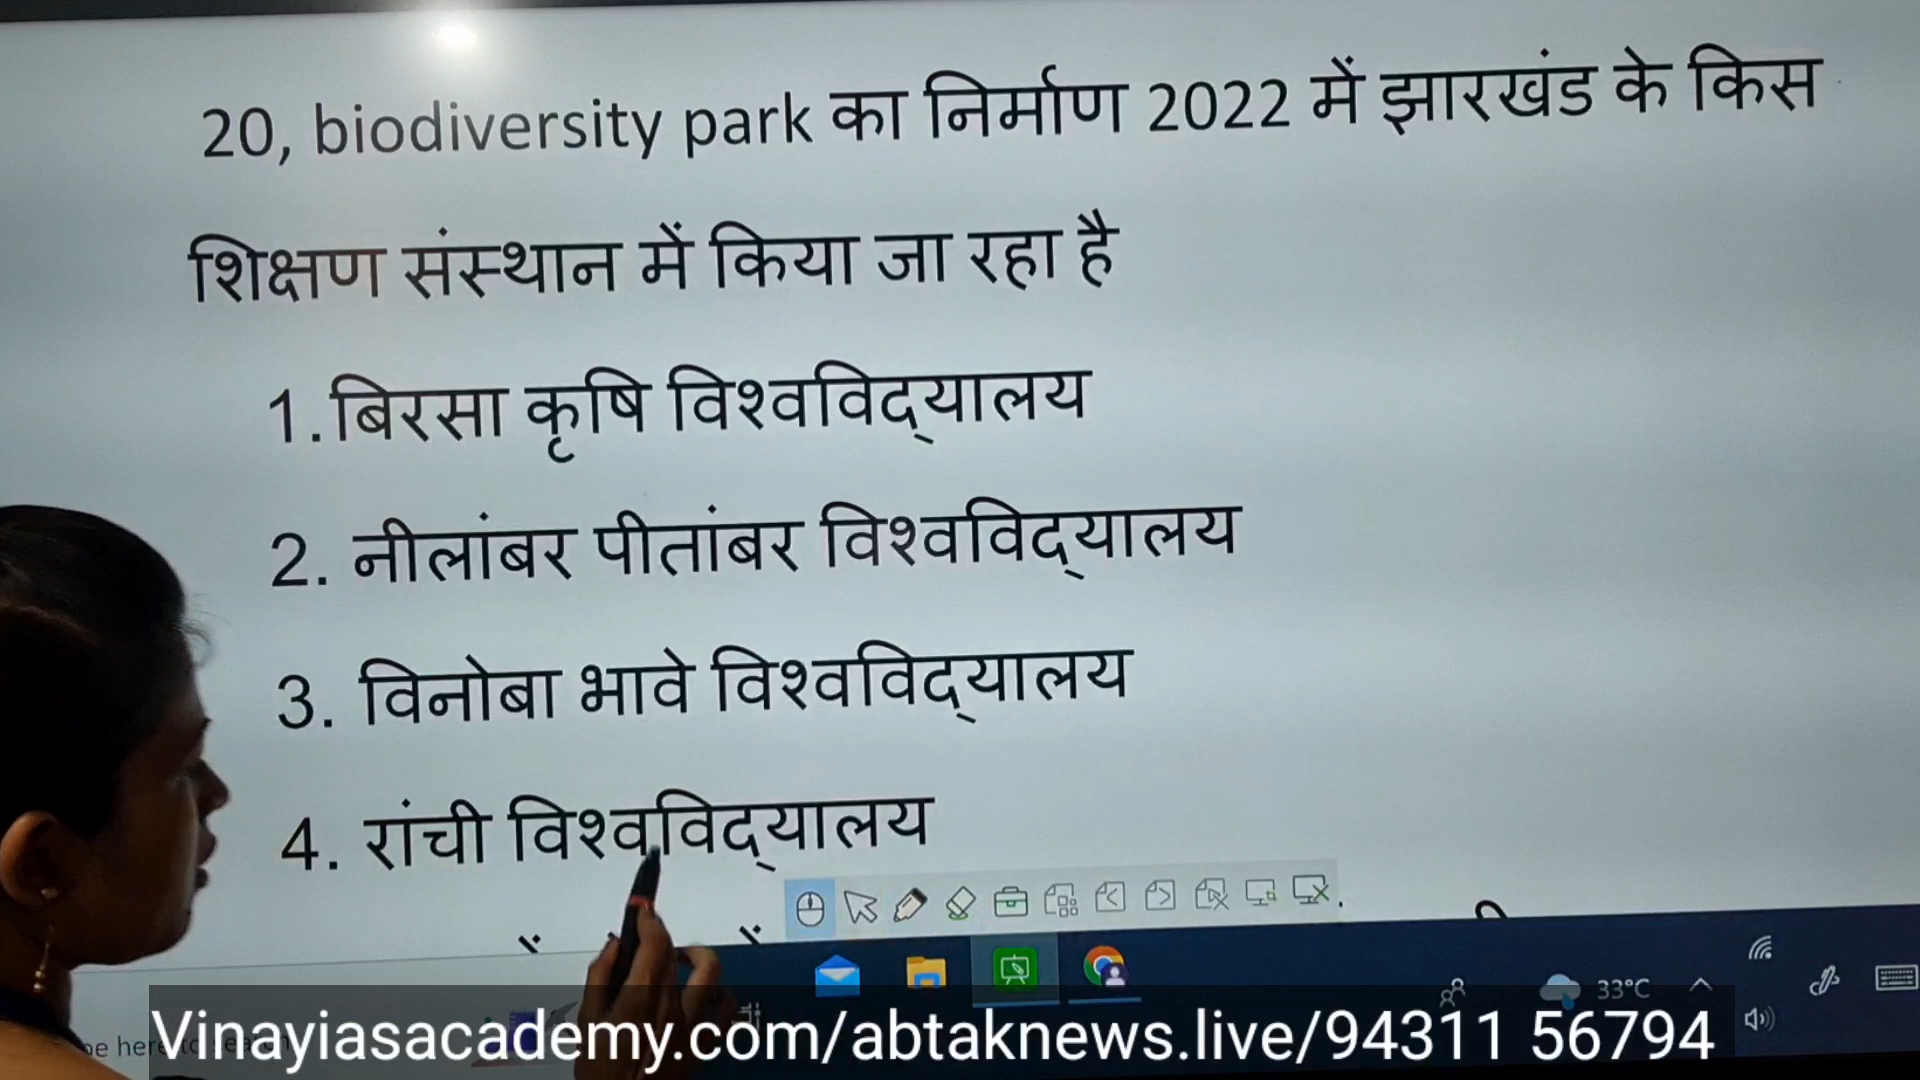 20, biodiversity park का निर्माण 2022 में झारखंड के किस
शिक्षण संस्थान में किया जा रहा है
1.बिरसा कृषि विश्वविद्यालय
2. नीलांबर पीतांबर विश्वविद्यालय
3. विनोबा भावे विश्वविद्यालय
4. रांची विश्वविद्यालय
33°C
Vinayiasacademy.com/abtaknews.live/94311 56794